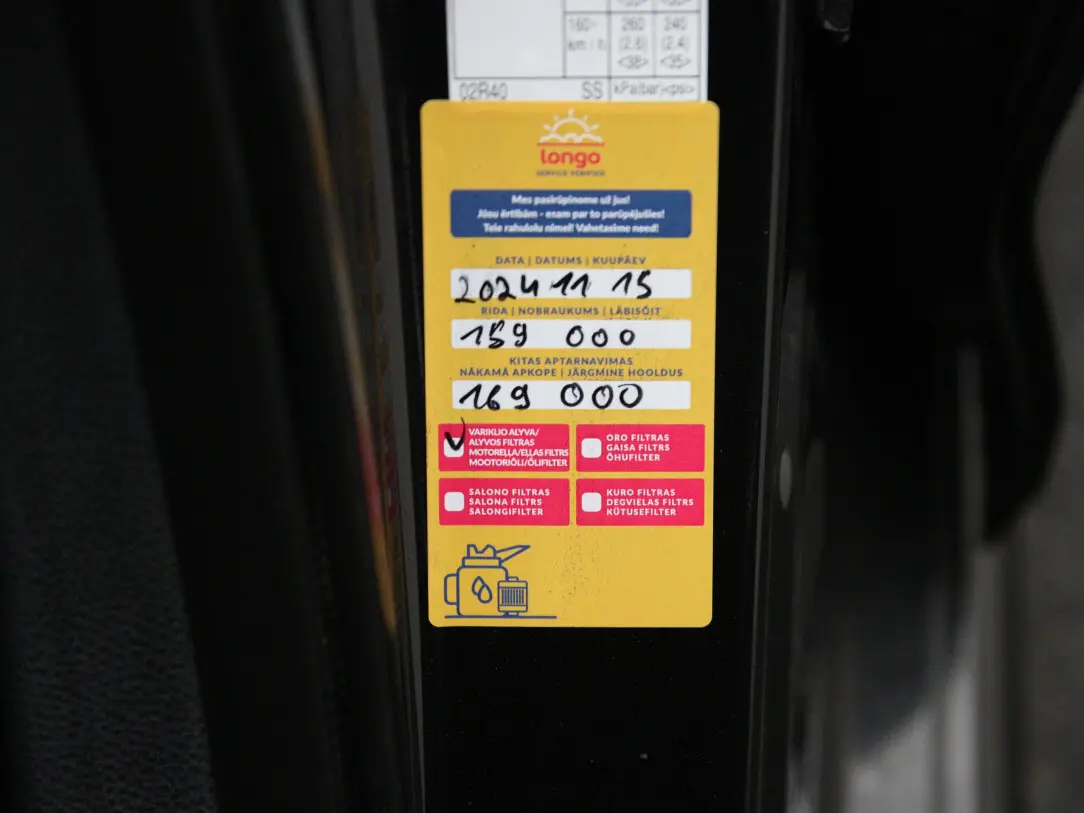 160-
260
240
km / h
(2.6)
(2.4)
<38>
<35>
02R40
SS
kPa(bar)<psi>
longo
SERVICE VERIFIED
Mes pasirūpinome už jus!
Jūsu ērtībām - esam par to parūpējušies!
Teie rahulolu nimel! Vahetasime need!
DATA | DATUMS | KUUPÄEV
2024 11 15
RIDA | NOBRAUKUMS | LÄBISÕIT
159 000
KITAS APTARNAVIMAS
NĀKAMĀ APKOPE | JÄRGMINE HOOLDUS
169 000
VARIKLIO ALYVA/
ALYVOS FILTRAS
MOTOREĻĻA/EĻĻAS FILTRS
MOOTORIÕLI/ÕLIFILTER
ORO FILTRAS
GAISA FILTRS
ÕHUFILTER
SALONO FILTRAS
SALONA FILTRS
SALONGIFILTER
KURO FILTRAS
DEGVIELAS FILTRS
KÜTUSEFILTER